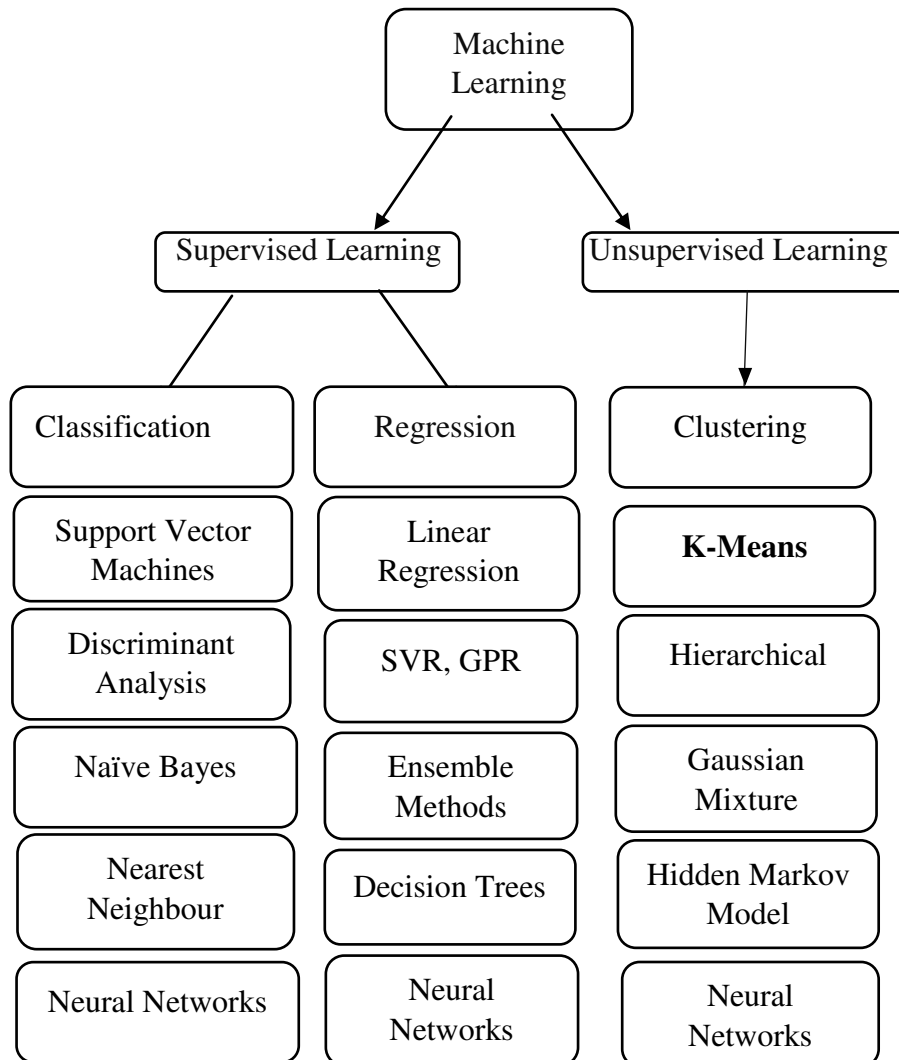 Machine
Learning
Supervised Learning
Unsupervised Learning
Classification
Support Vector
Machines
Discriminant
Analysis
Naïve Bayes
Nearest
Neighbour
Neural Networks
Regression
Linear
Regression
SVR, GPR
Ensemble
Methods
Decision Trees
Neural
Networks
Clustering
K-Means
Hierarchical
Gaussian
Mixture
Hidden Markov
Model
Neural
Networks